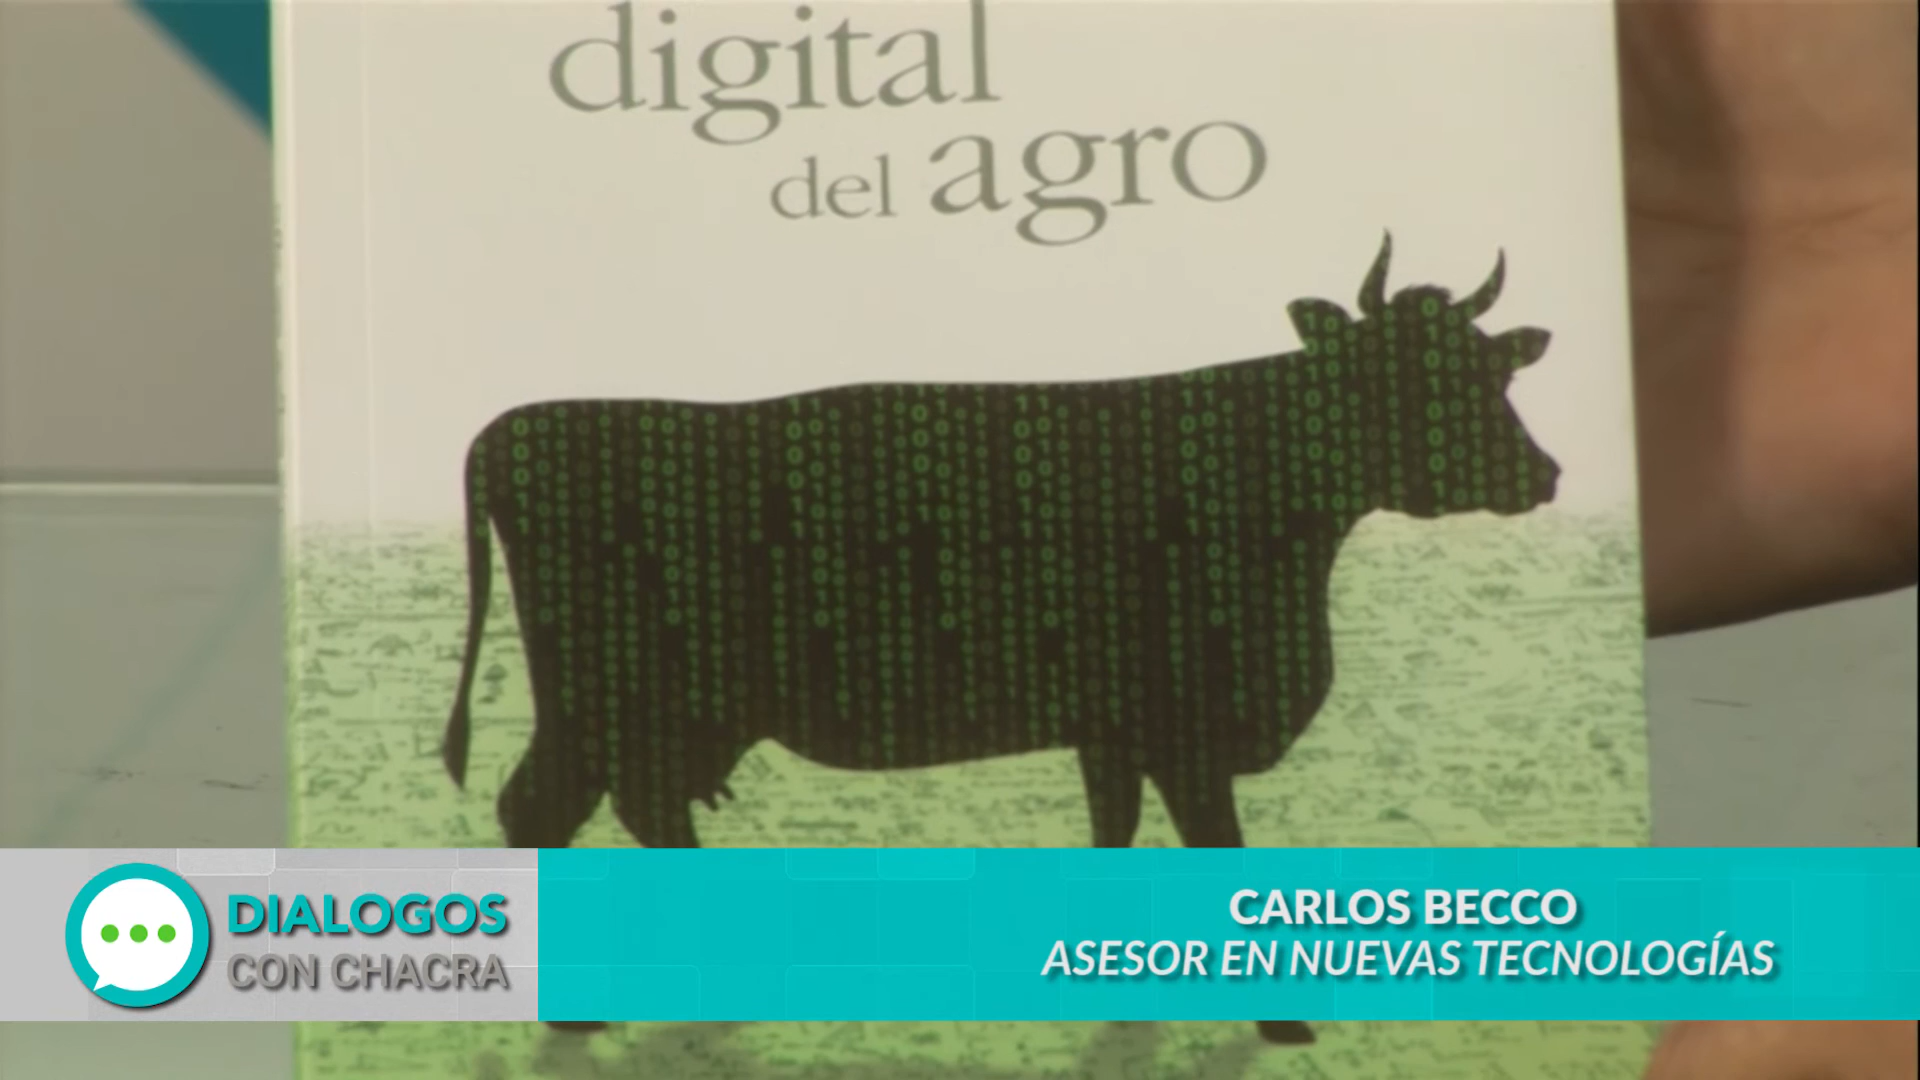 digital
del agro
DIALOGOS
CON CHACRA
CARLOS BECCO
ASESOR EN NUEVAS TECNOLOGÍAS